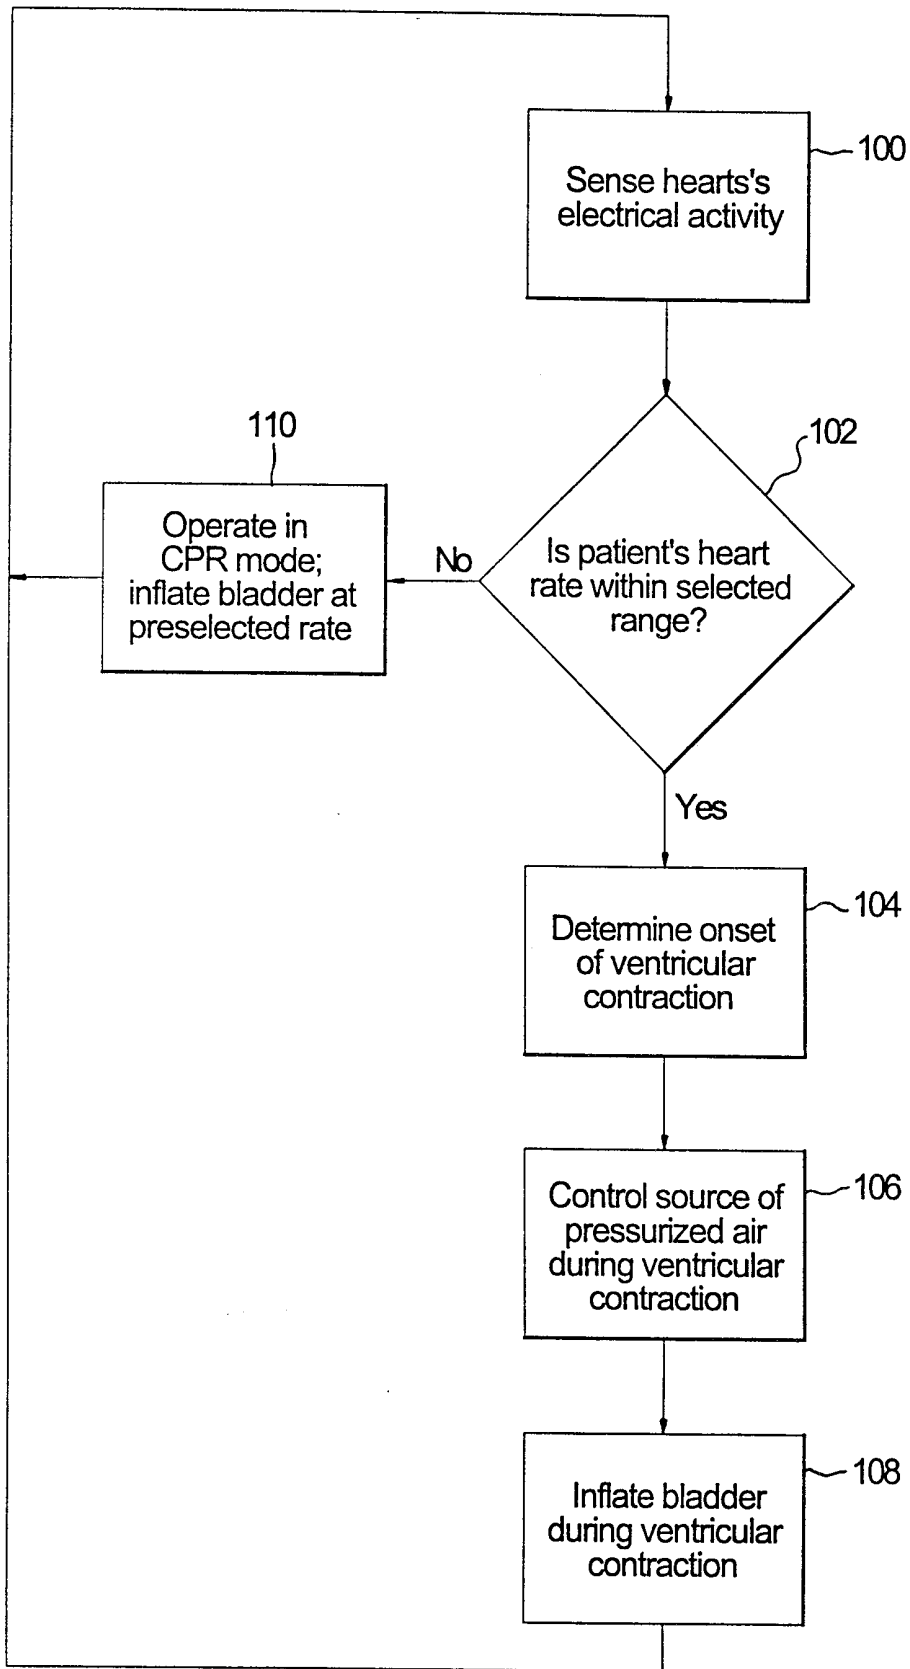 100
Sense hearts's
electrical activity
102
Is patient's heart
rate within selected
range?
No
110
Operate in
CPR mode;
inflate bladder at
preselected rate
Yes
104
Determine onset
of ventricular
contraction
106
Control source of
pressurized air
during ventricular
contraction
108
Inflate bladder
during ventricular
contraction